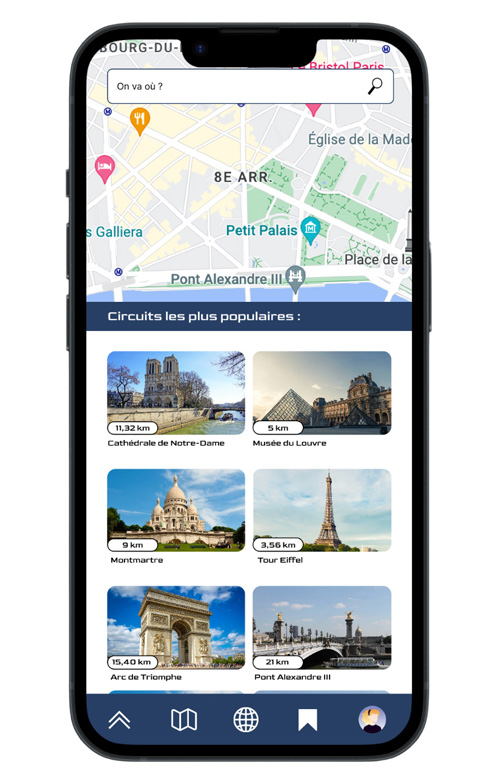 BOURG-DU-
Le Bristol Paris
On va où ?
Église de la Made
8E ARR.
s Galliera
Petit Palais
Place de la
Pont Alexandre III
Circuits les plus populaires :
11,32 km
5 km
Cathédrale de Notre-Dame
Musée du Louvre
9 km
3,56 km
Montmartre
Tour Eiffel
15,40 km
21 km
Arc de Triomphe
Pont Alexandre III